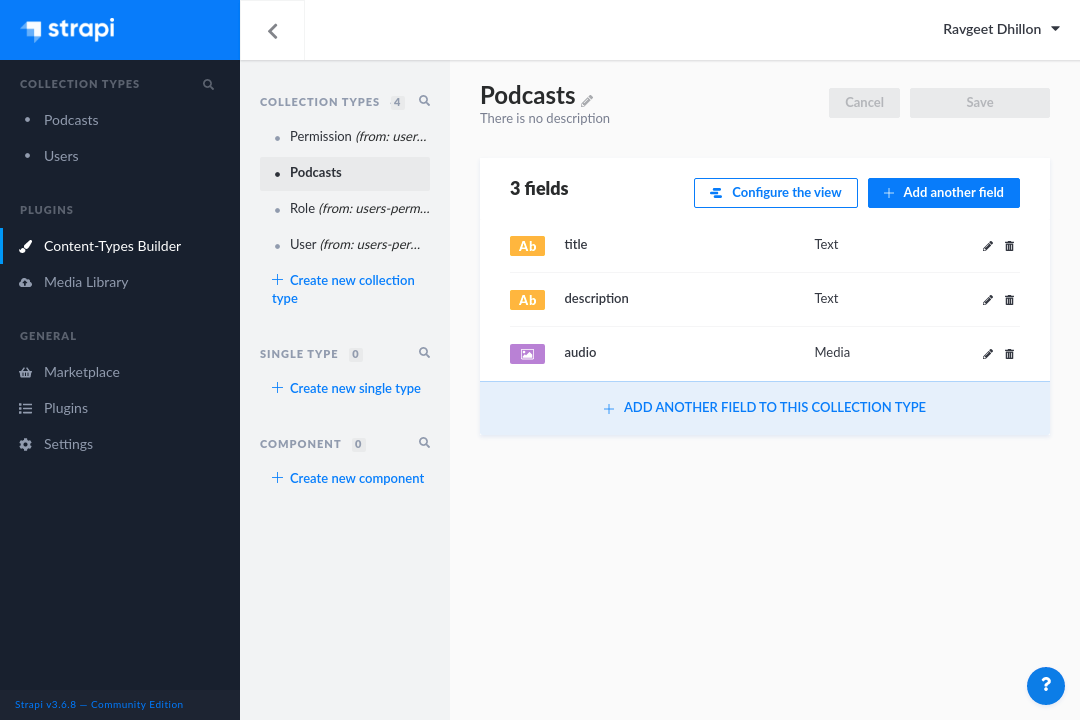 strapi
Ravgeet Dhillon
COLLECTION TYPES
Podcasts
Users
PLUGINS
Content-Types Builder
Media Library
GENERAL
Marketplace
Plugins
Settings
Strapi v3.6.8 — Community Edition
COLLECTION TYPES 4
Permission (from: user...
Podcasts
Role (from: users-perm...
User (from: users-per...
Create new collection
type
SINGLE TYPE 0
Create new single type
COMPONENT 0
Create new component
Podcasts
There is no description
Cancel
Save
3 fields
Configure the view
Add another field
Ab title Text
Ab description Text
audio Media
ADD ANOTHER FIELD TO THIS COLLECTION TYPE
?